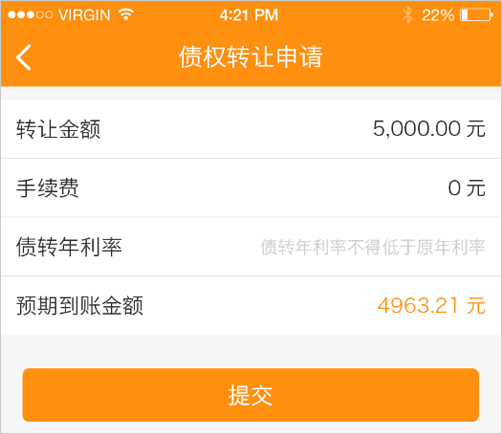 VIRGIN 4:21 PM 22%
债权转让申请
转让金额 5,000.00 元
手续费 0 元
债转年利率 债转年利率不得低于原年利率
预期到账金额 4963.21 元
提交